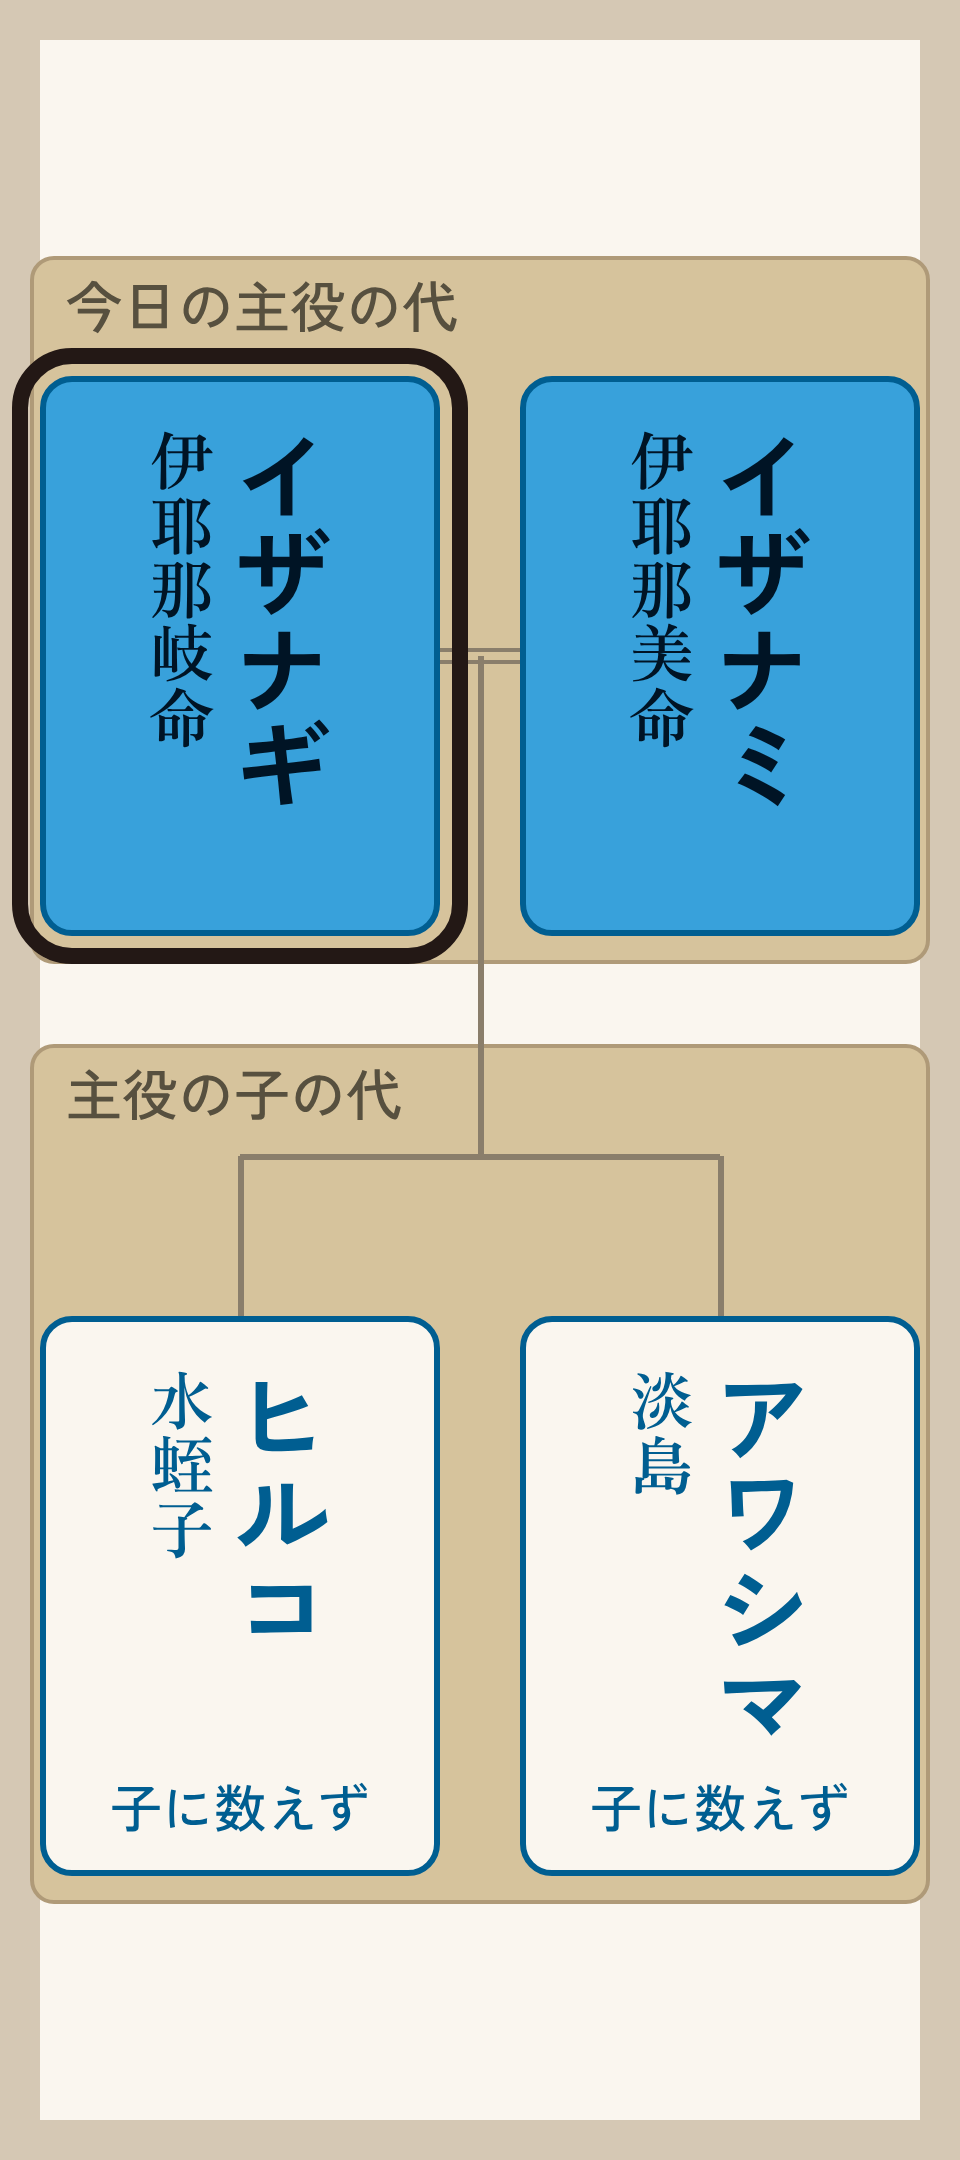 今日の主役の代
イザナギ
伊耶那岐命
イザナミ
伊耶那美命
主役の子の代
ヒルコ
水蛭子
子に数えず
アワシマ
淡島
子に数えず